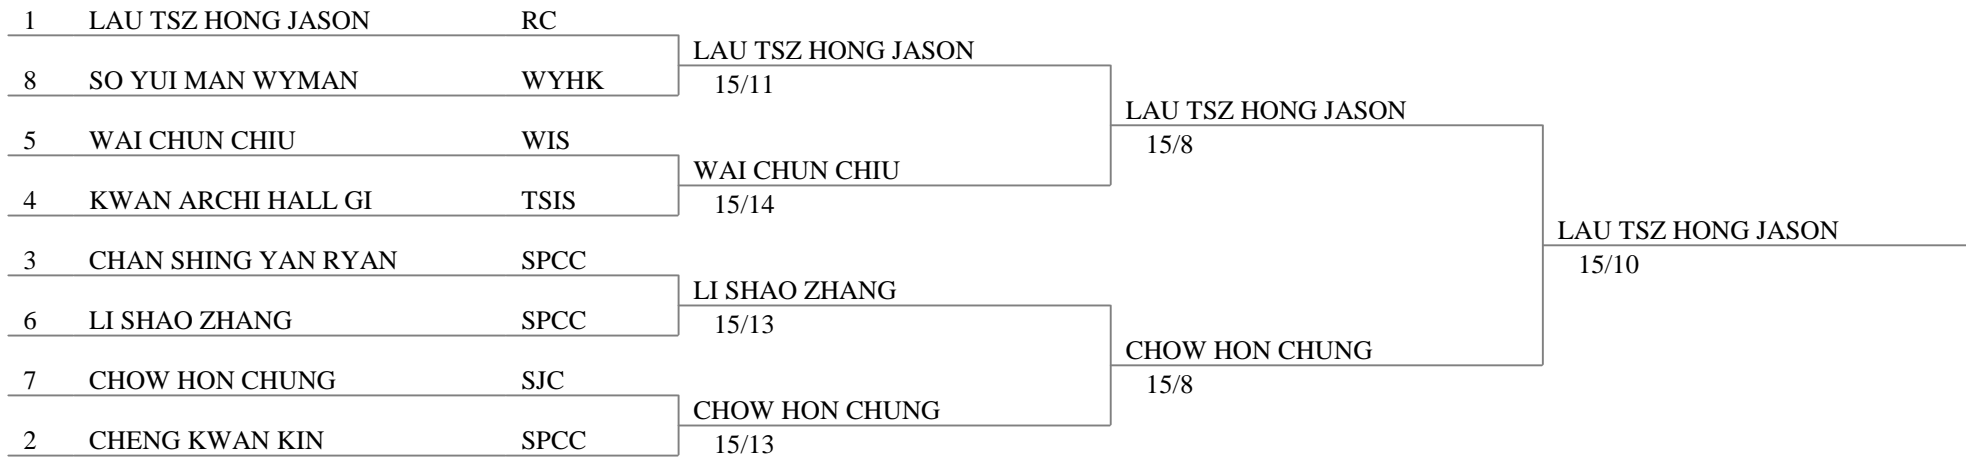 1 LAU TSZ HONG JASON RC
LAU TSZ HONG JASON
8 SO YUI MAN WYMAN WYHK
15/11
LAU TSZ HONG JASON
5 WAI CHUN CHIU WIS
15/8
WAI CHUN CHIU
4 KWAN ARCHI HALL GI TSIS
15/14
LAU TSZ HONG JASON
3 CHAN SHING YAN RYAN SPCC
15/10
LI SHAO ZHANG
6 LI SHAO ZHANG SPCC
15/13
CHOW HON CHUNG
7 CHOW HON CHUNG SJC
15/8
CHOW HON CHUNG
2 CHENG KWAN KIN SPCC
15/13